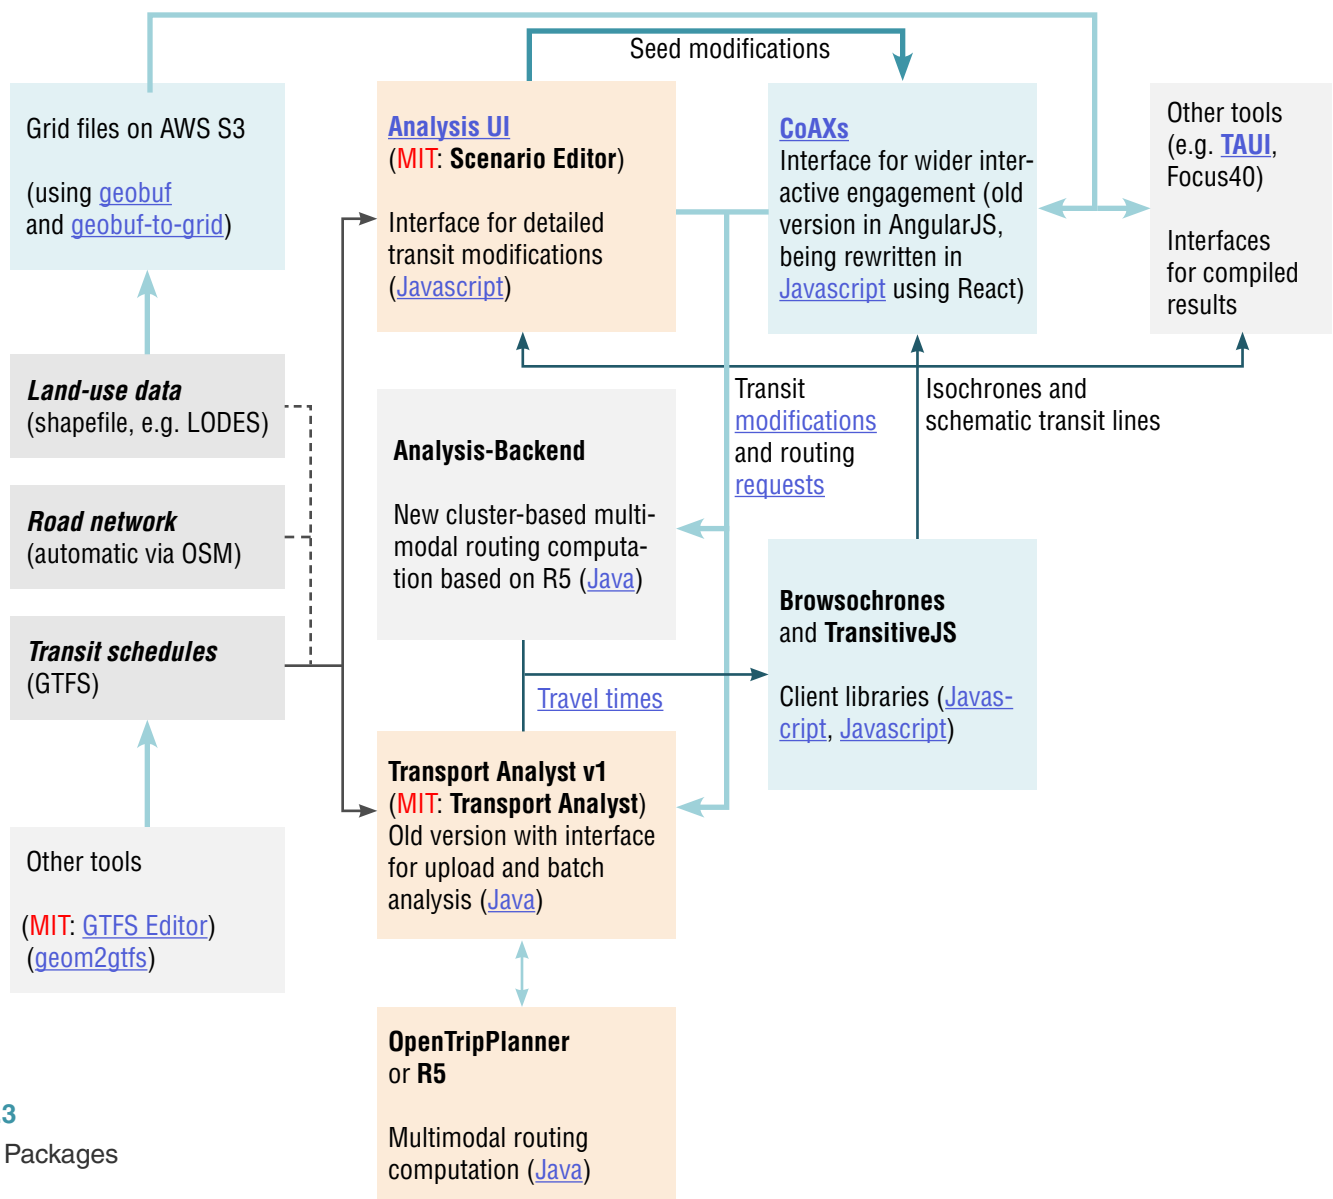 Seed modifications
Grid files on AWS S3
(using geobuf
and geobuf-to-grid)
Analysis UI
(MIT: Scenario Editor)
Interface for detailed
transit modifications
(Javascript)
CoAXs
Interface for wider inter-
active engagement (old
version in AngularJS,
being rewritten in
Javascript using React)
Other tools
(e.g. TAUI,
Focus40)
Interfaces
for compiled
results
Land-use data
(shapefile, e.g. LODES)
Road network
(automatic via OSM)
Transit schedules
(GTFS)
Analysis-Backend
New cluster-based multi-
modal routing computa-
tion based on R5 (Java)
Transit
modifications
and routing
requests
Isochrones and
schematic transit lines
Browsochrones
and TransitiveJS
Client libraries (Javas-
cript, Javascript)
Travel times
Transport Analyst v1
(MIT: Transport Analyst)
Old version with interface
for upload and batch
analysis (Java)
Other tools
(MIT: GTFS Editor)
(geom2gtfs)
OpenTripPlanner
or R5
Multimodal routing
computation (Java)
.3
Packages